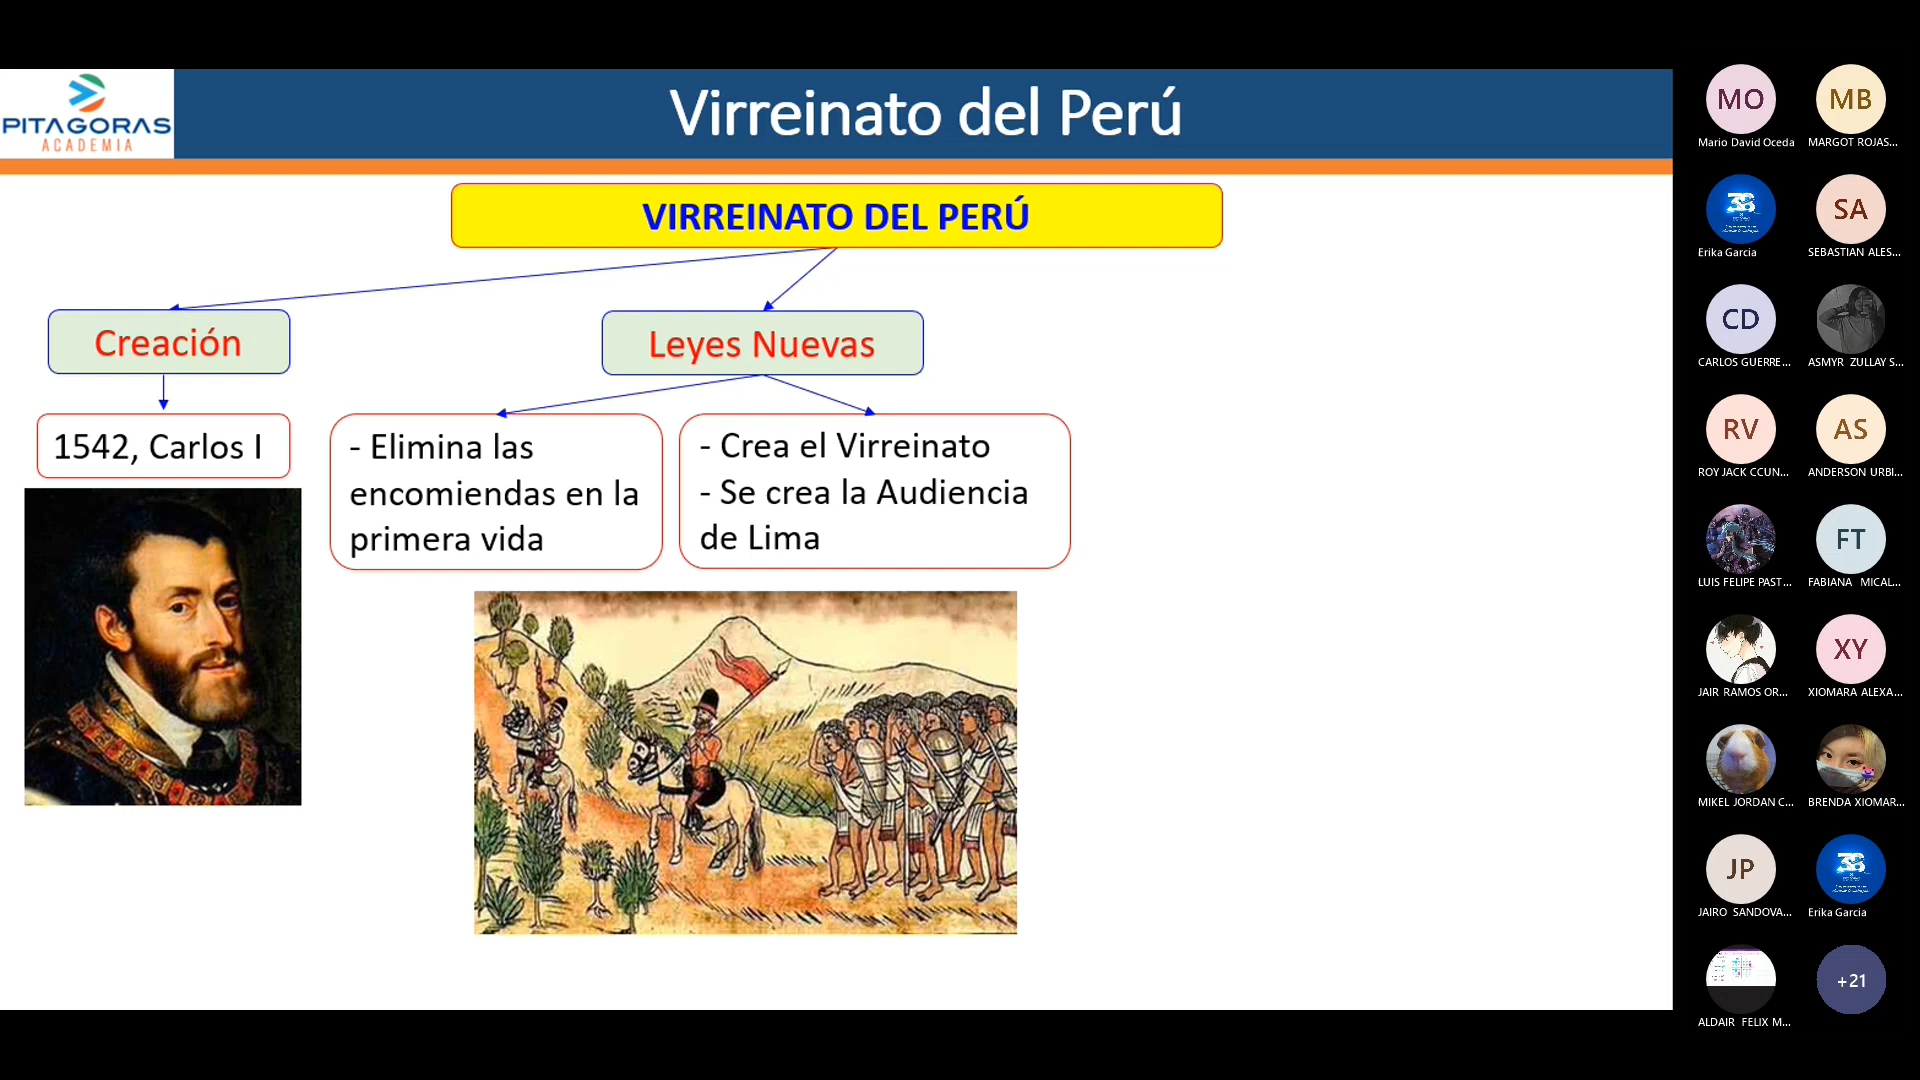 PITAGORAS
ACADEMIA
Virreinato del Perú
VIRREINATO DEL PERÚ
Creación
Leyes Nuevas
1542, Carlos I
- Elimina las
encomiendas en la
primera vida
- Crea el Virreinato
- Se crea la Audiencia
de Lima
MO
Mario David Oceda
MB
MARGOT ROJAS...
38
Erika Garcia
SA
SEBASTIAN ALES...
CD
CARLOS GUERRE...
ASMYR ZULLAY S...
RV
ROY JACK CCUN...
AS
ANDERSON URBI...
LUIS FELIPE PAST...
FT
FABIANA MICAL...
JAIR RAMOS OR...
XY
XIOMARA ALEXA...
MIKEL JORDAN C...
BRENDA XIOMAR...
JP
JAIRO SANDOVA...
38
Erika Garcia
ALDAIR FELIX M...
+21